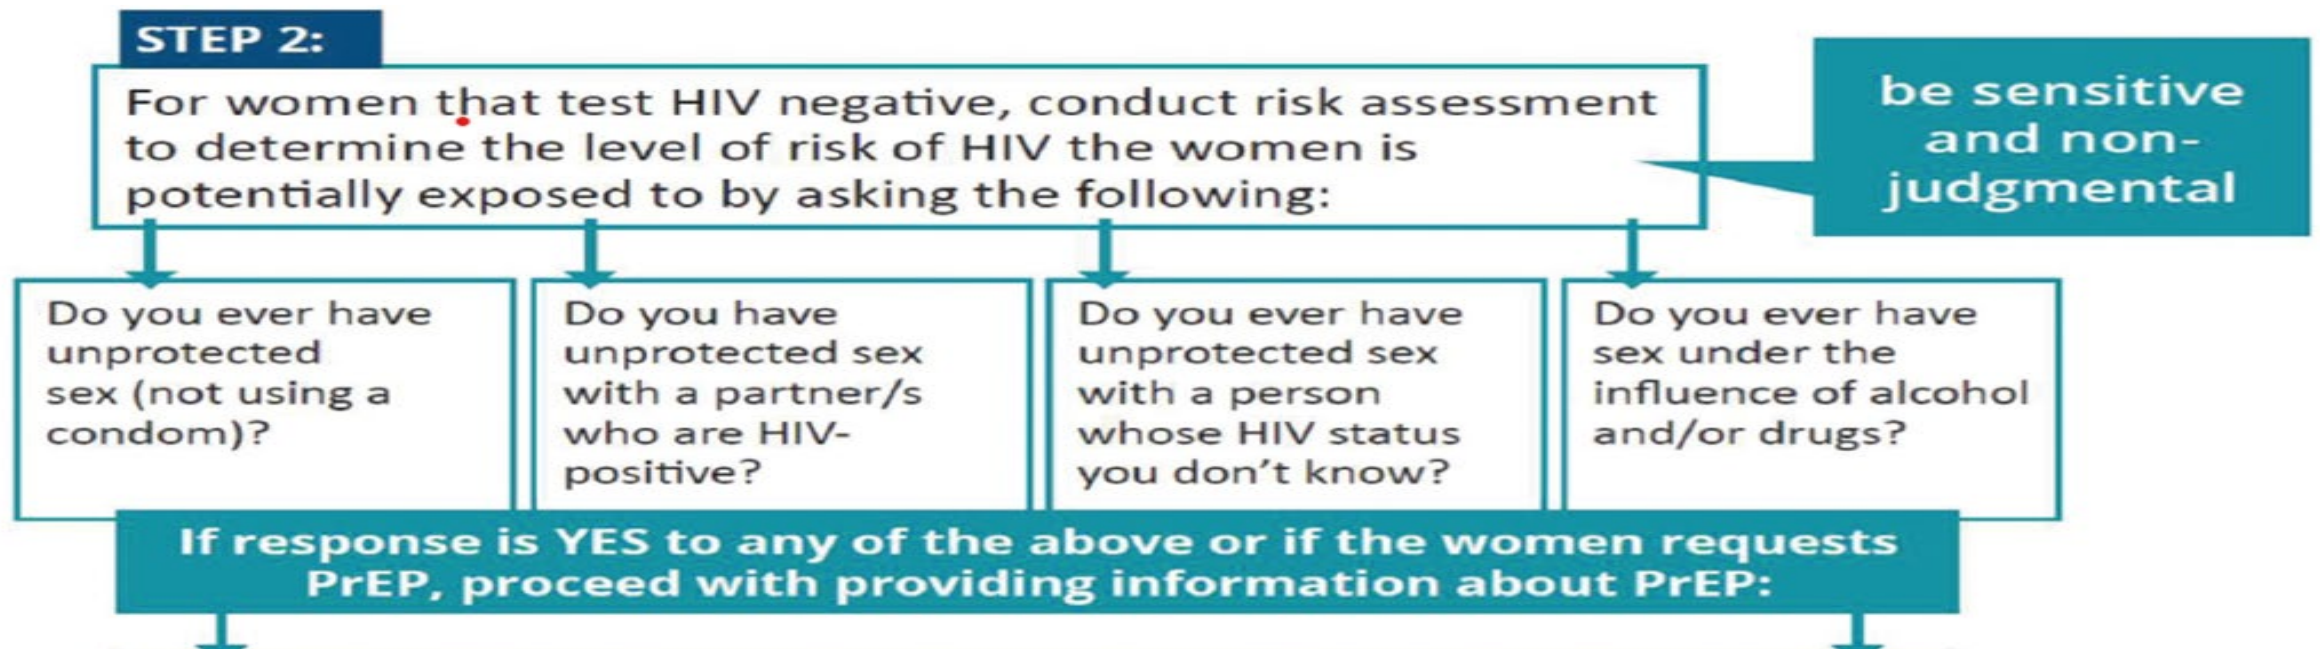 STEP 2:
For women that test HIV negative, conduct risk assessment
to determine the level of risk of HIV the women is
potentially exposed to by asking the following:
be sensitive
and non-
judgmental
Do you ever have
unprotected
sex (not using a
condom)?
Do you have
unprotected sex
with a partner/s
who are HIV-
positive?
Do you ever have
unprotected sex
with a person
whose HIV status
you don't know?
Do you ever have
sex under the
influence of alcohol
and/or drugs?
If response is YES to any of the above or if the women requests
PrEP, proceed with providing information about PrEP: